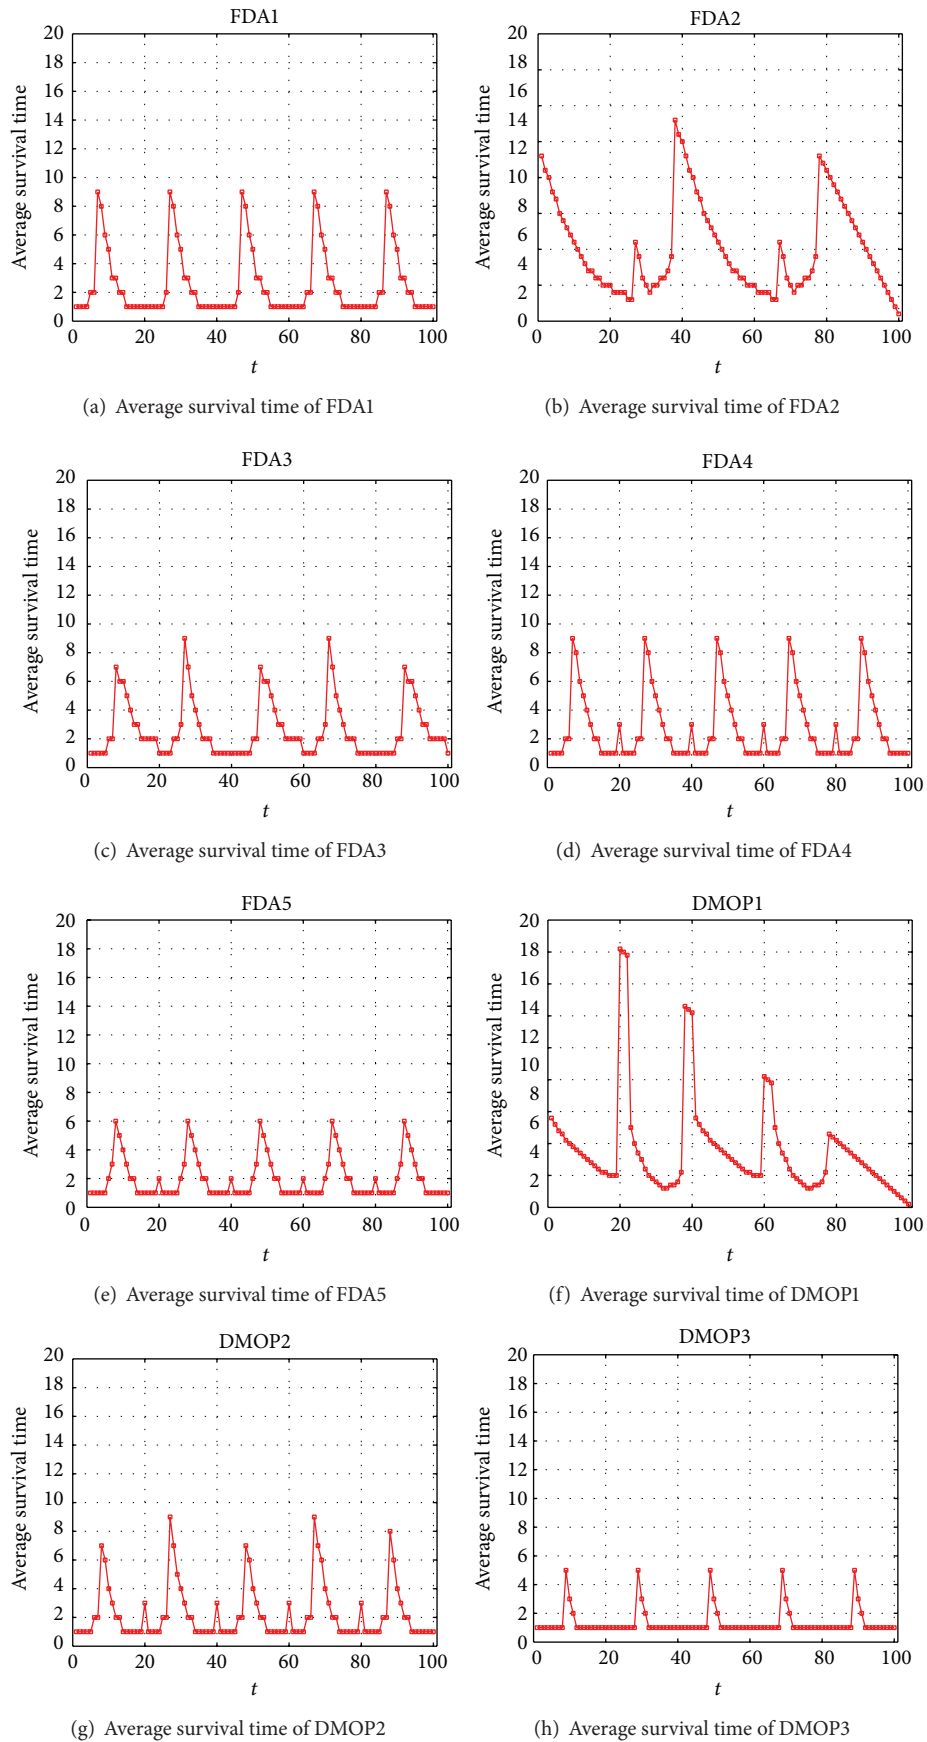 FDA1
20
18
16
14
12
10
8
6
4
2
0
Average survival time
0 20 40 60 80 100
t
(a) Average survival time of FDA1
FDA2
20
18
16
14
12
10
8
6
4
2
0
Average survival time
0 20 40 60 80 100
t
(b) Average survival time of FDA2
FDA3
20
18
16
14
12
10
8
6
4
2
0
Average survival time
0 20 40 60 80 100
t
(c) Average survival time of FDA3
FDA4
20
18
16
14
12
10
8
6
4
2
0
Average survival time
0 20 40 60 80 100
t
(d) Average survival time of FDA4
FDA5
20
18
16
14
12
10
8
6
4
2
0
Average survival time
0 20 40 60 80 100
t
(e) Average survival time of FDA5
DMOP1
20
18
16
14
12
10
8
6
4
2
0
Average survival time
0 20 40 60 80 100
t
(f) Average survival time of DMOP1
DMOP2
20
18
16
14
12
10
8
6
4
2
0
Average survival time
0 20 40 60 80 100
t
(g) Average survival time of DMOP2
DMOP3
20
18
16
14
12
10
8
6
4
2
0
Average survival time
0 20 40 60 80 100
t
(h) Average survival time of DMOP3